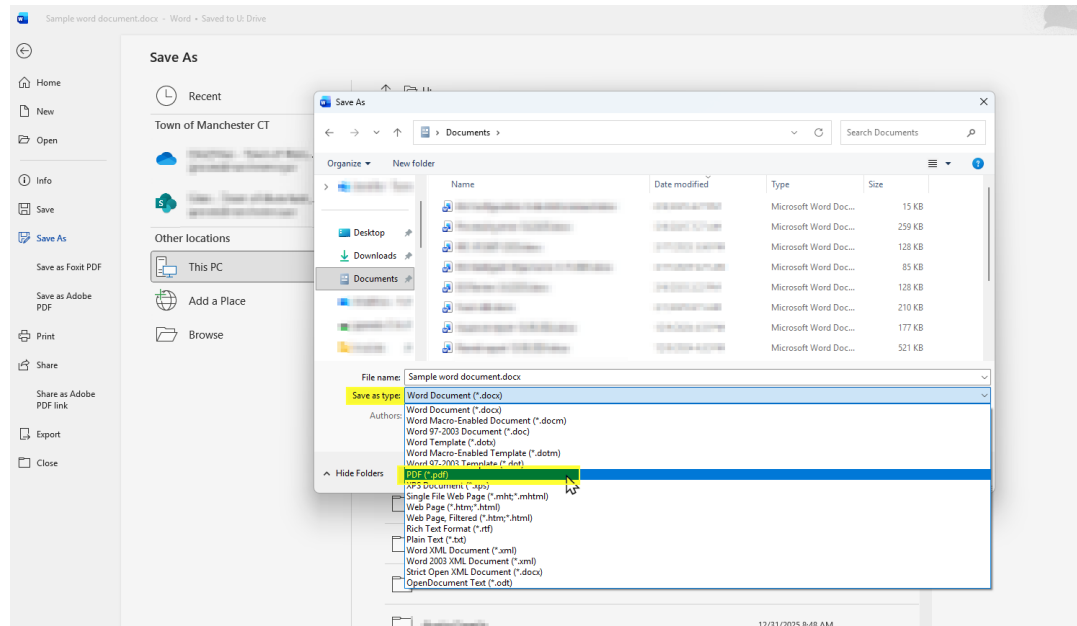 Sample word document.docx - Word • Saved to U: Drive
Home
New
Open
Info
Save
Save As
Save as Foxit PDF
Save as Adobe
PDF
Print
Share
Share as Adobe
PDF link
Export
Close
Save As
Recent
Town of Manchester CT
Other locations
This PC
Add a Place
Browse
Save As
Documents
Search Documents
Organize
New folder
Name Date modified Type Size
Desktop
Downloads
Documents
Microsoft Word Doc... 15 KB
Microsoft Word Doc... 259 KB
Microsoft Word Doc... 128 KB
Microsoft Word Doc... 85 KB
Microsoft Word Doc... 128 KB
Microsoft Word Doc... 210 KB
Microsoft Word Doc... 177 KB
Microsoft Word Doc... 521 KB
File name: Sample word document.docx
Save as type: Word Document (*.docx)
Authors:
Word Document (*.docx)
Word Macro-Enabled Document (*.docm)
Word 97-2003 Document (*.doc)
Word Template (*.dotx)
Word Macro-Enabled Template (*.dotm)
Word 97-2003 Template (*.dot)
PDF (*.pdf)
XPS Document (*.xps)
Single File Web Page (*.mht;*.mhtml)
Web Page (*.htm;*.html)
Web Page, Filtered (*.htm;*.html)
Rich Text Format (*.rtf)
Plain Text (*.txt)
Word XML Document (*.xml)
Word 2003 XML Document (*.xml)
Strict Open XML Document (*.docx)
OpenDocument Text (*.odt)
Hide Folders
12/31/2025 8:48 AM